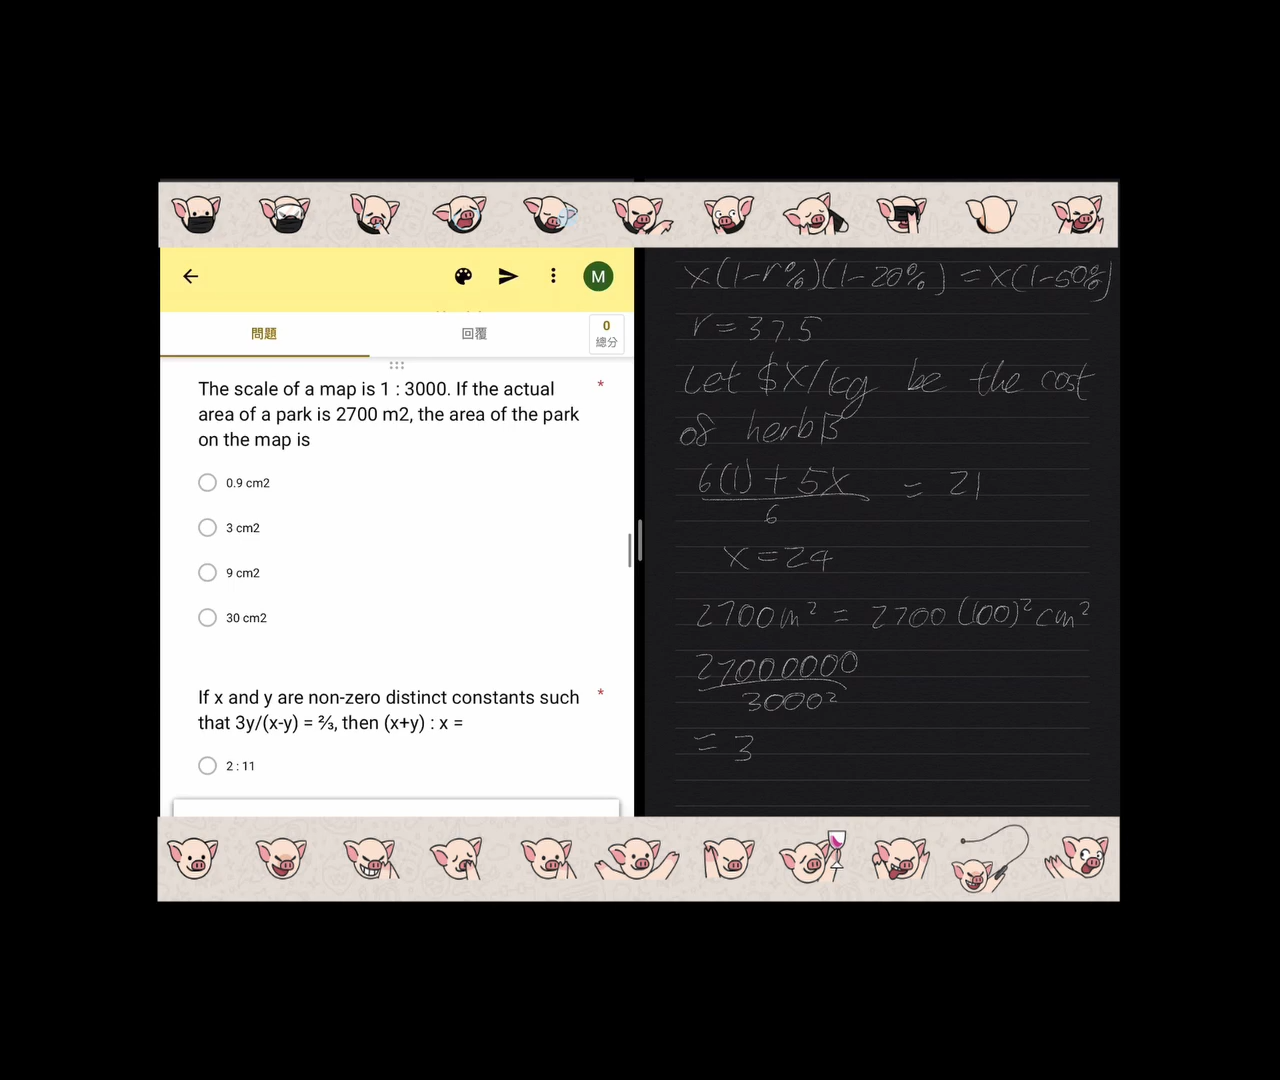 M
問題
回覆
0
總分
The scale of a map is 1 : 3000. If the actual *
area of a park is 2700 m2, the area of the park
on the map is
0.9 cm2
3 cm2
9 cm2
30 cm2
If x and y are non-zero distinct constants such *
that 3y/(x-y) = ⅔, then (x+y) : x =
2 : 11
x(1-r%)(1-20%) = x(1-50%)
r = 37.5
Let $x/kg be the cost
of herb B
6(1) + 5x
= 21
6
x = 24
2700m² = 2700 (100)² cm²
27000000
3000²
= 3